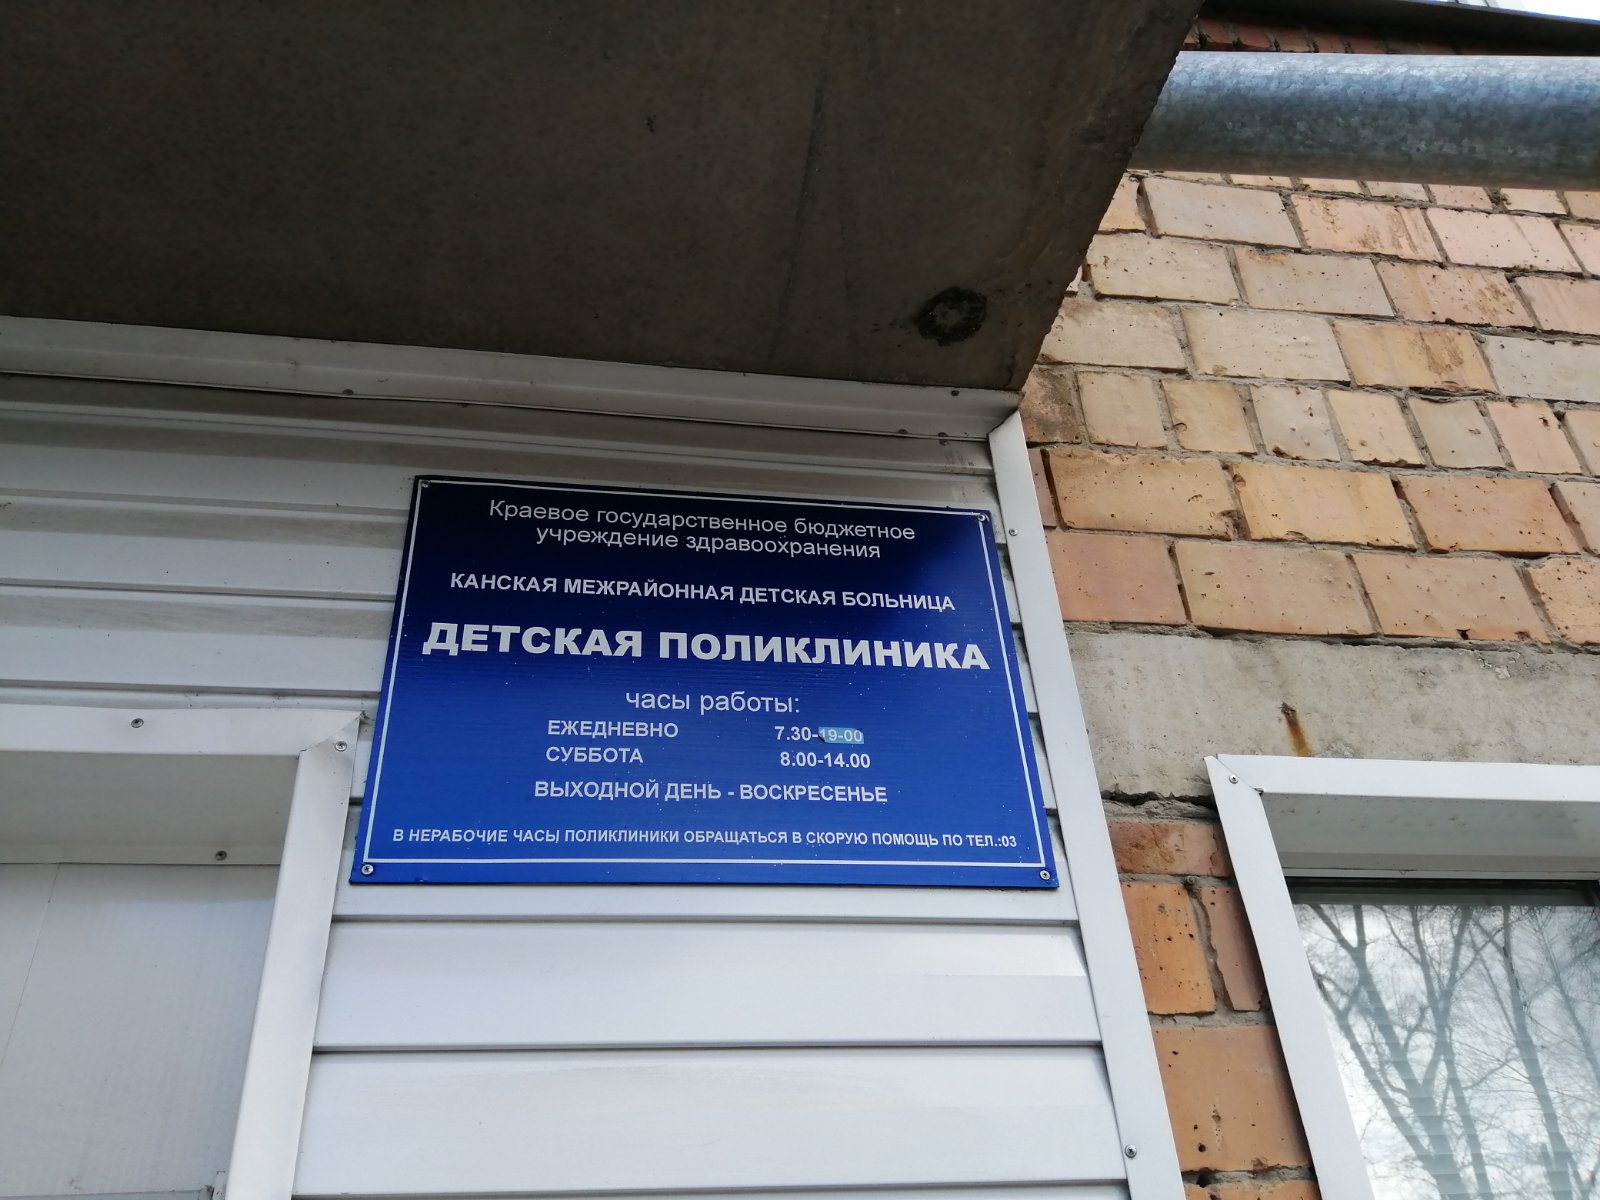 Краевое государственное бюджетное
учреждение здравоохранения
КАНСКАЯ МЕЖРАЙОННАЯ ДЕТСКАЯ БОЛЬНИЦА
ДЕТСКАЯ ПОЛИКЛИНИКА
часы работы:
ЕЖЕДНЕВНО 7.30-19-00
СУББОТА 8.00-14.00
ВЫХОДНОЙ ДЕНЬ - ВОСКРЕСЕНЬЕ
В НЕРАБОЧИЕ ЧАСЫ ПОЛИКЛИНИКИ ОБРАЩАТЬСЯ В СКОРУЮ ПОМОЩЬ ПО ТЕЛ.:03